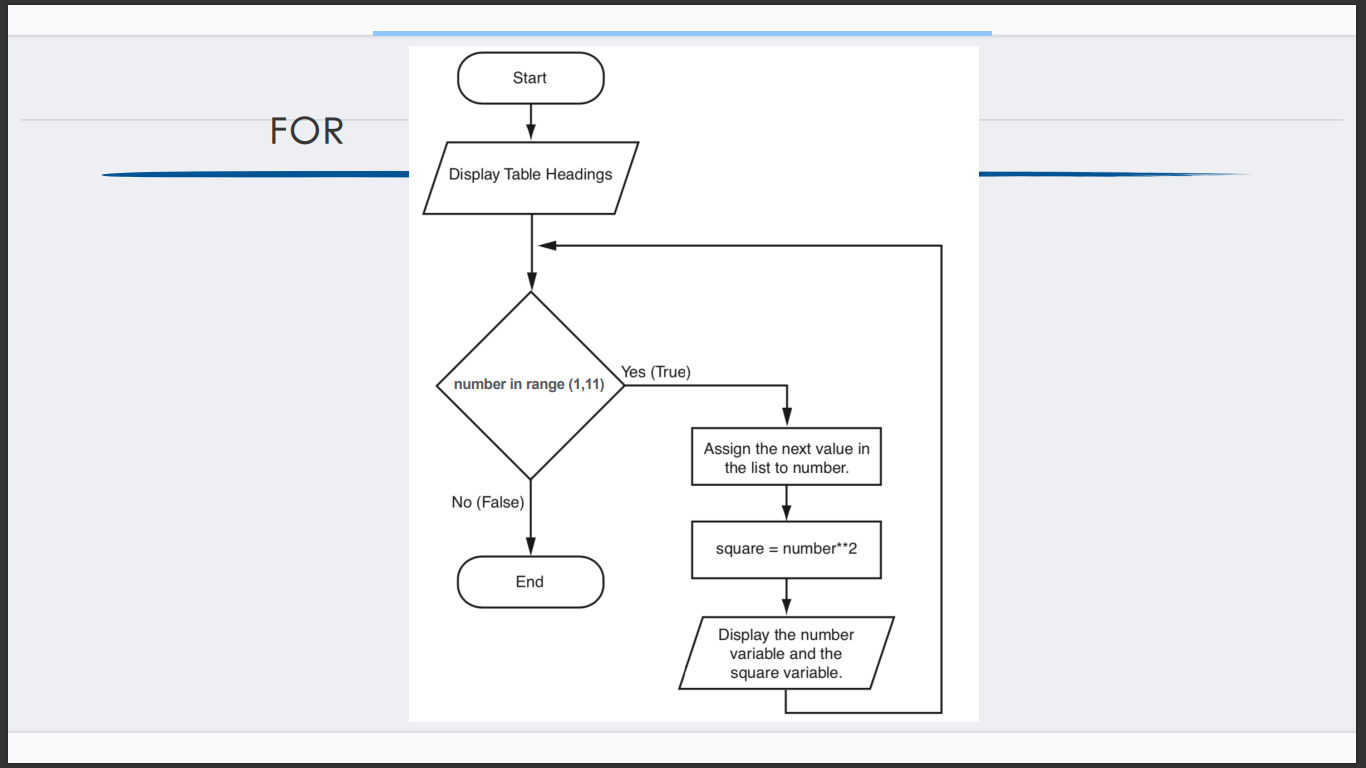 FOR
Start
Display Table Headings
number in range (1,11)
Yes (True)
Assign the next value in
the list to number.
square = number**2
Display the number
variable and the
square variable.
No (False)
End